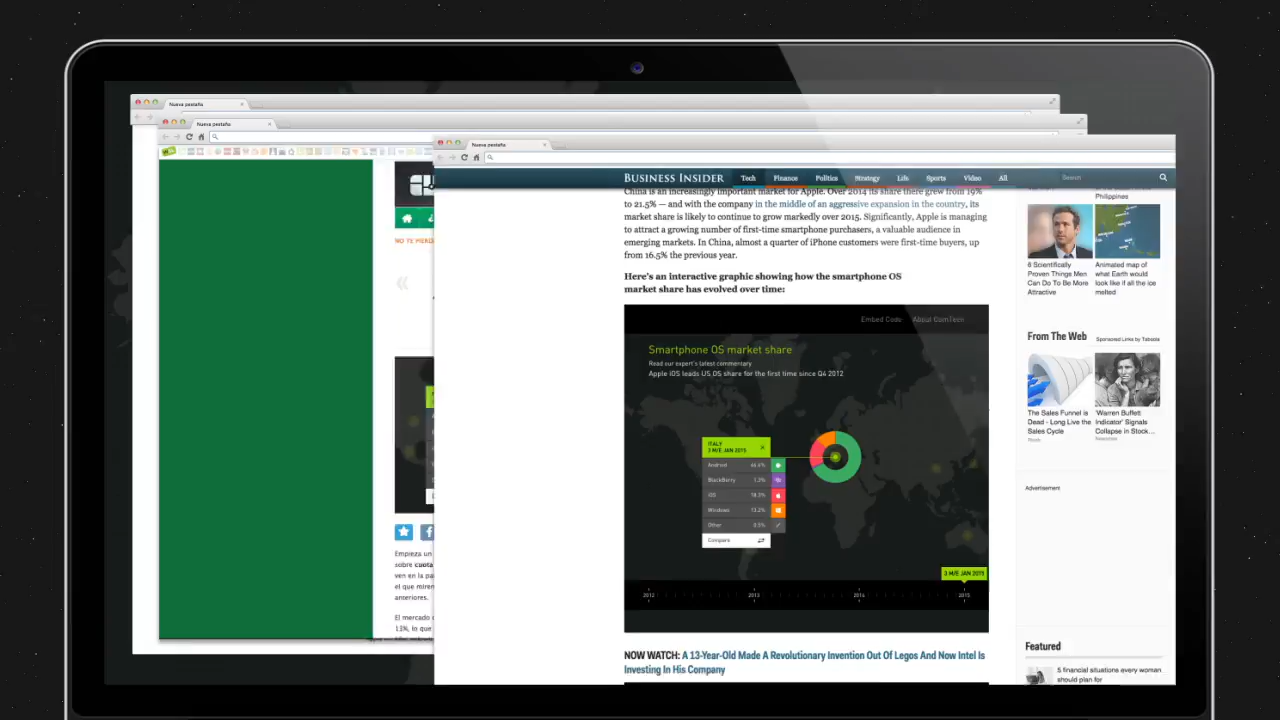 Nueva pestaña
Nueva pestaña
Nueva pestaña
BUSINESS INSIDER
Tech
Finance
Politics
Strategy
Life
Sports
Video
All
Search
China is an increasingly important market for Apple. Over 2014 its share there grew from 19%
to 21.5% — and with the company in the middle of an aggressive expansion in the country, its
market share is likely to continue to grow markedly over 2015. Significantly, Apple is managing
to attract a growing number of first-time smartphone purchasers, a valuable audience in
emerging markets. In China, almost a quarter of iPhone customers were first-time buyers, up
from 16.5% the previous year.
Here's an interactive graphic showing how the smartphone OS
market share has evolved over time:
Embed Code
About ComTech
Smartphone OS market share
Read our expert's latest commentary
Apple iOS leads US OS share for the first time since Q4 2012
ITALY
3 M/E JAN 2015
Android
BlackBerry 1.3%
iOS
Windows 13.2%
Other 0.5%
Compare
3 M/E JAN 2015
2012
2013
2014
2015
NOW WATCH: A 13-Year-Old Made A Revolutionary Invention Out Of Legos And Now Intel Is
Investing In His Company
Philippines
6 Scientifically
Proven Things Men
Can Do To Be More
Attractive
Animated map of
what Earth would
look like if all the ice
melted
From The Web
Sponsored Links by Taboola
The Sales Funnel is
Dead - Long Live the
Sales Cycle
'Warren Buffett
Indicator' Signals
Collapse in Stock...
Newsmax
Advertisement
Featured
5 financial situations every woman
should plan for
NO TE PIERD
Empieza un
sobre cuota
ven en la pa
el que miren
anteriores.
El mercado
13%, lo que